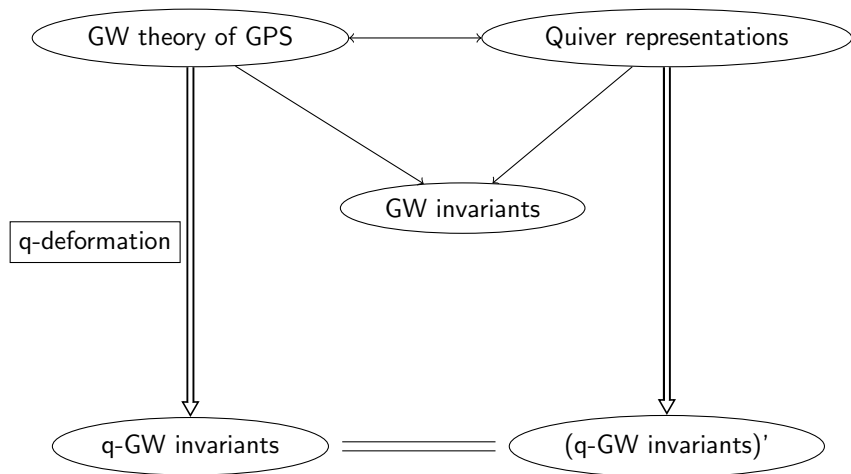 GW theory of GPS
Quiver representations
GW invariants
q-deformation
q-GW invariants
(q-GW invariants)'